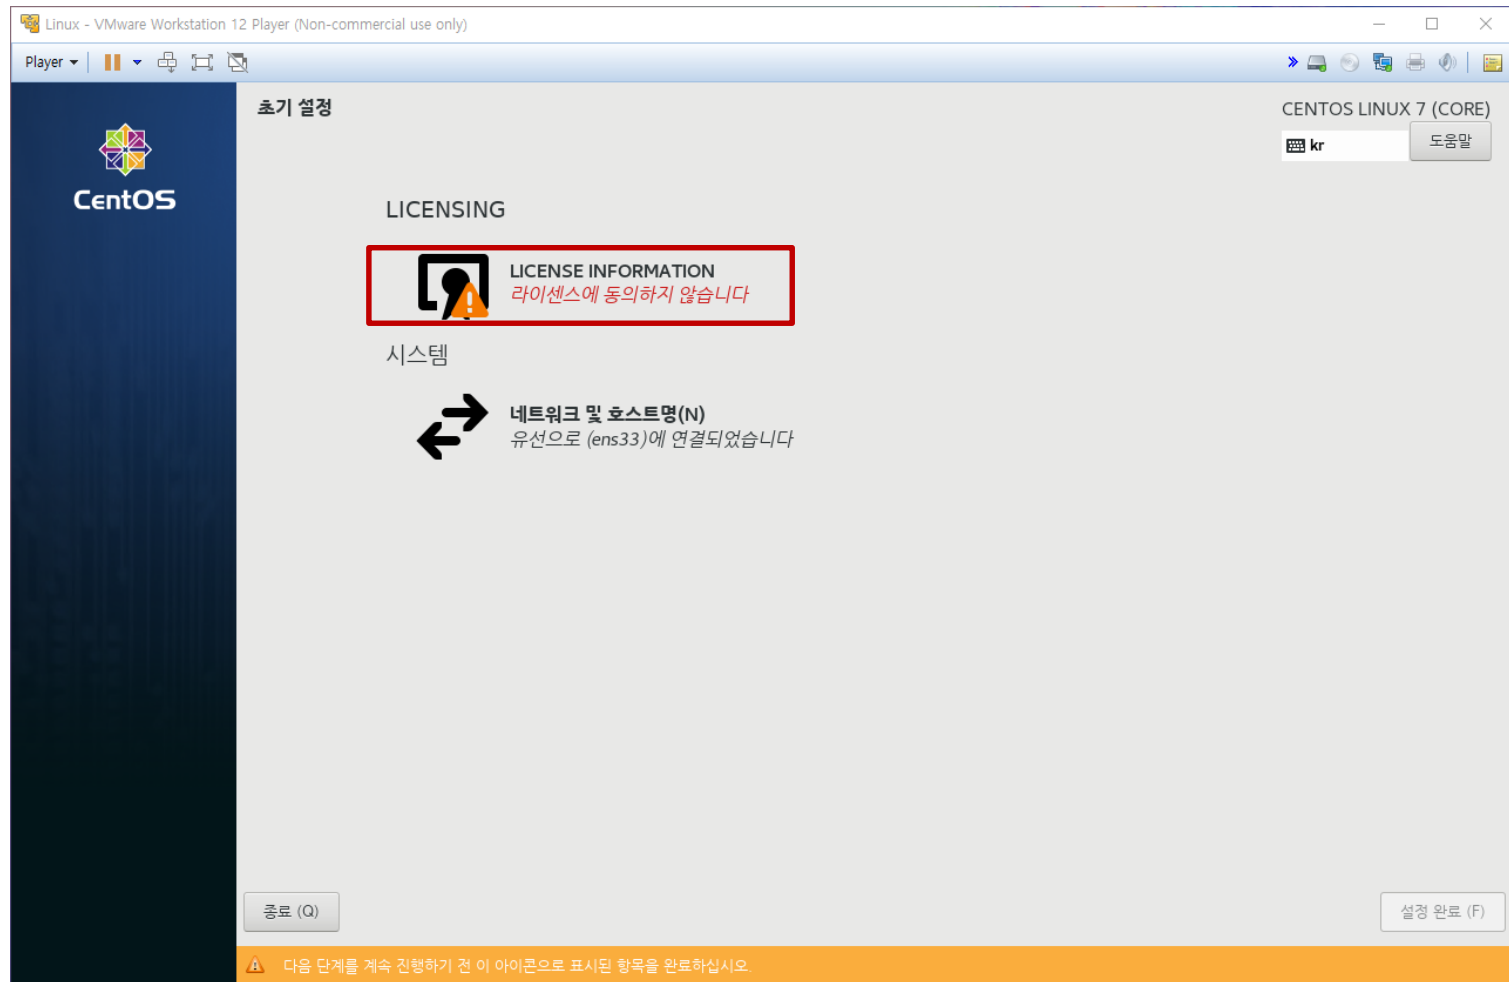 Linux - VMware Workstation 12 Player (Non-commercial use only)
Player
초기 설정
CENTOS LINUX 7 (CORE)
kr
도움말
CentOS
LICENSING
LICENSE INFORMATION
라이센스에 동의하지 않습니다
시스템
네트워크 및 호스트명(N)
유선으로 (ens33)에 연결되었습니다
종료 (Q)
설정 완료 (F)
다음 단계를 계속 진행하기 전 이 아이콘으로 표시된 항목을 완료하십시오.